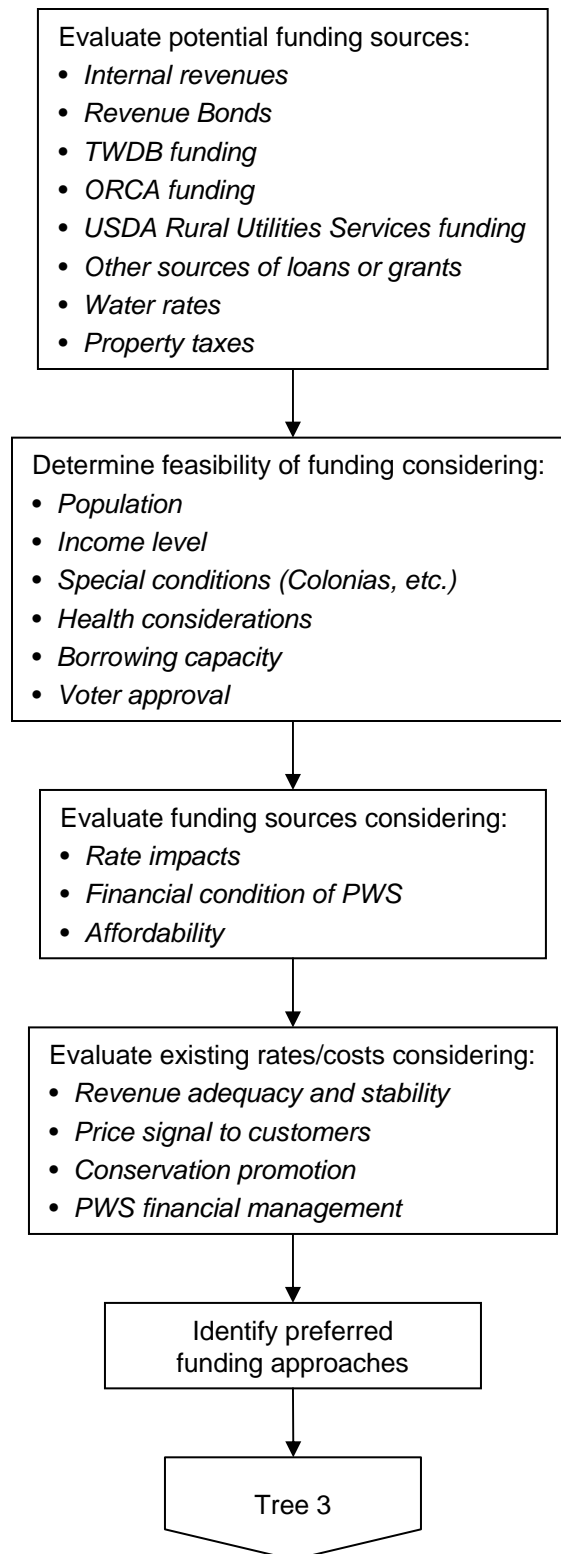 Evaluate potential funding sources:
• Internal revenues
• Revenue Bonds
• TWDB funding
• ORCA funding
• USDA Rural Utilities Services funding
• Other sources of loans or grants
• Water rates
• Property taxes
Determine feasibility of funding considering:
• Population
• Income level
• Special conditions (Colonias, etc.)
• Health considerations
• Borrowing capacity
• Voter approval
Evaluate funding sources considering:
• Rate impacts
• Financial condition of PWS
• Affordability
Evaluate existing rates/costs considering:
• Revenue adequacy and stability
• Price signal to customers
• Conservation promotion
• PWS financial management
Identify preferred
funding approaches
Tree 3